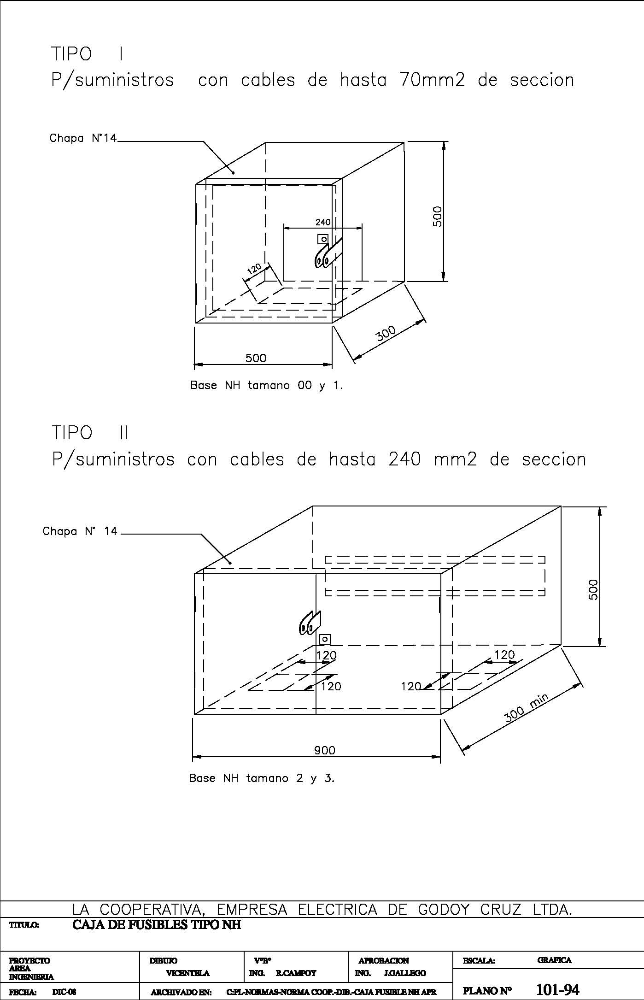 TIPO I
P/suministros con cables de hasta 70mm2 de seccion
Chapa N°14
500
240
120
300
500
Base NH tamano 00 y 1.
TIPO II
P/suministros con cables de hasta 240 mm2 de seccion
Chapa N° 14
500
120
120
120
120
300 min
900
Base NH tamano 2 y 3.
LA COOPERATIVA, EMPRESA ELECTRICA DE GODOY CRUZ LTDA.
TITULO: CAJA DE FUSIBLES TIPO NH
PROYECTO
AREA
INGENIERIA
DIBUJO
VICENTELA
V°B°
ING. R.CAMPOY
APROBACION
ING. J.GALLEGO
ESCALA: GRAFICA
FECHA: DIC-08
ARCHIVADO EN: C:PL-NORMAS-NORMA COOP.-DIB.-CAJA FUSIBLE NH APR
PLANO N° 101-94